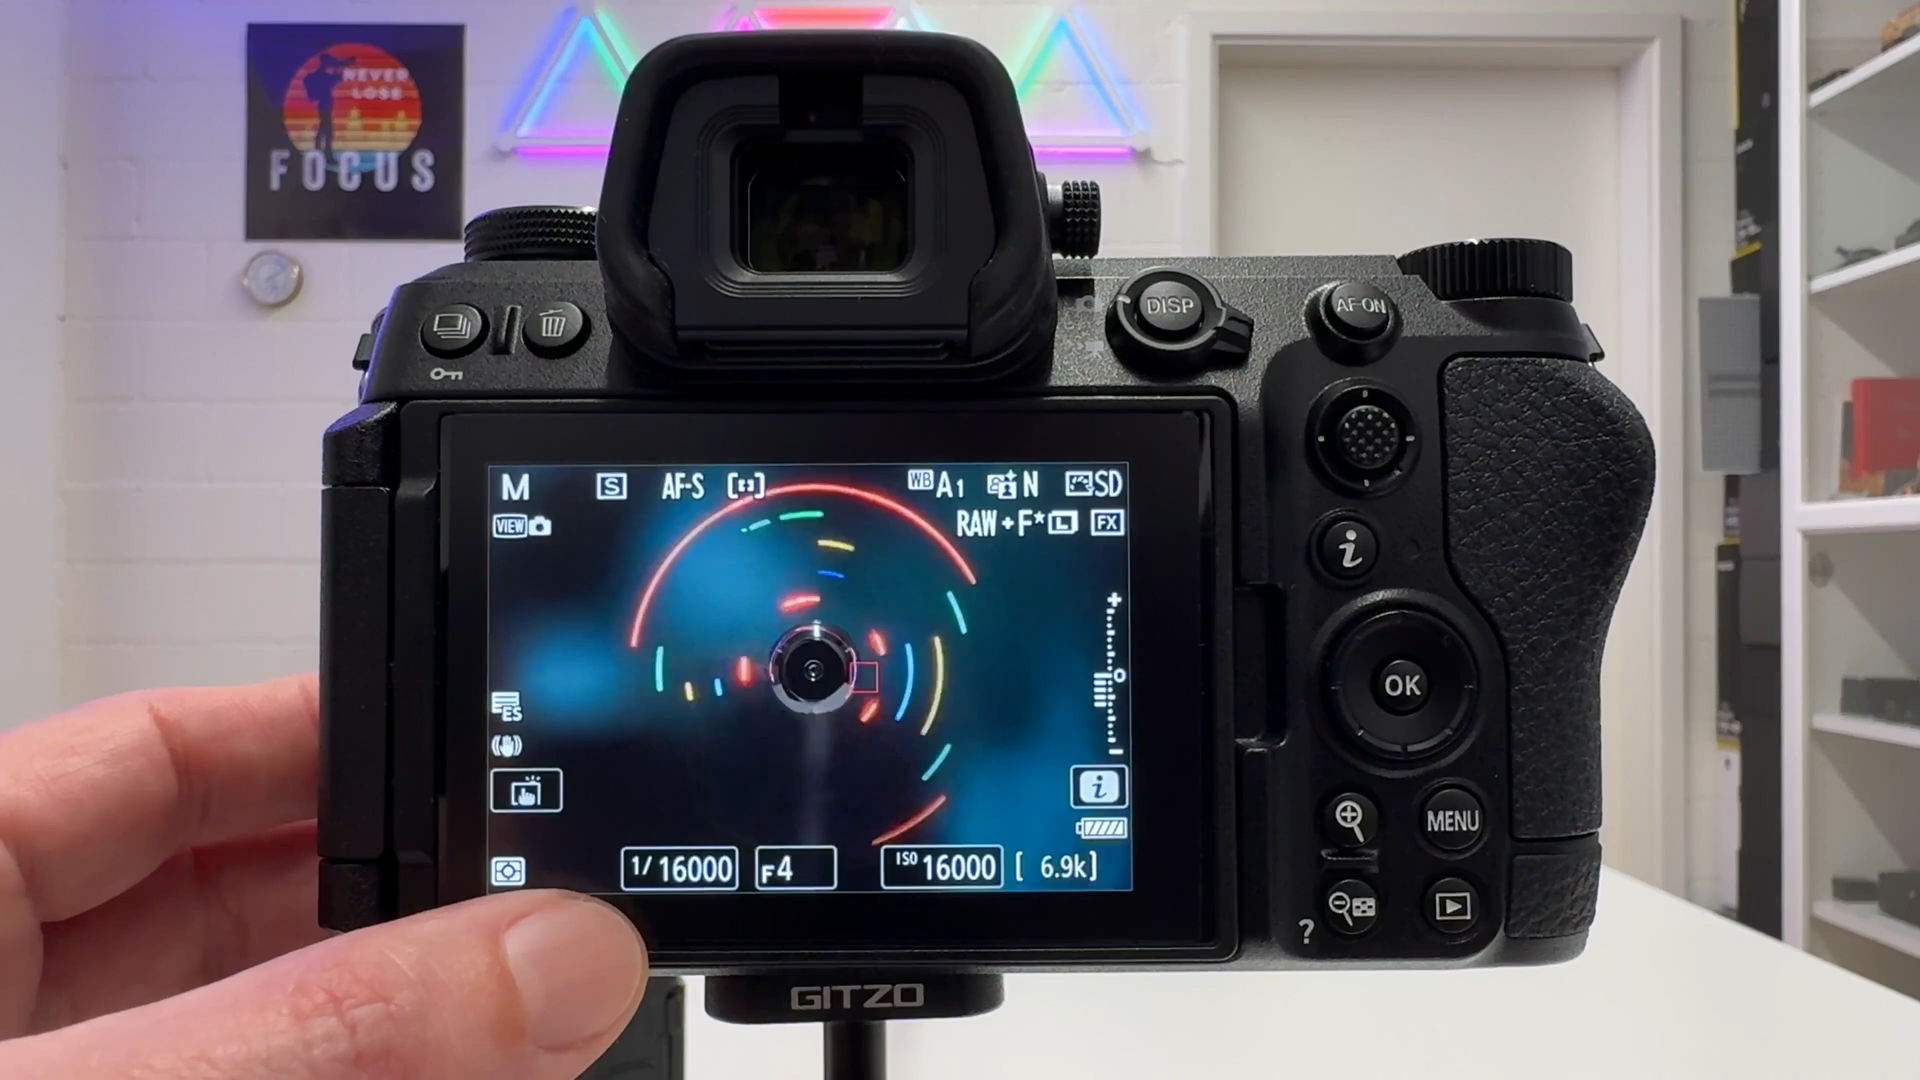 NEVER
LOSE
FOCUS
DISP
AF-ON
M S AF-S WB A1 N SD
VIEW RAW+F* L FX
ES
i
OK
i
MENU
1/16000 F4 ISO 16000 [ 6.9k]
?
GITZO